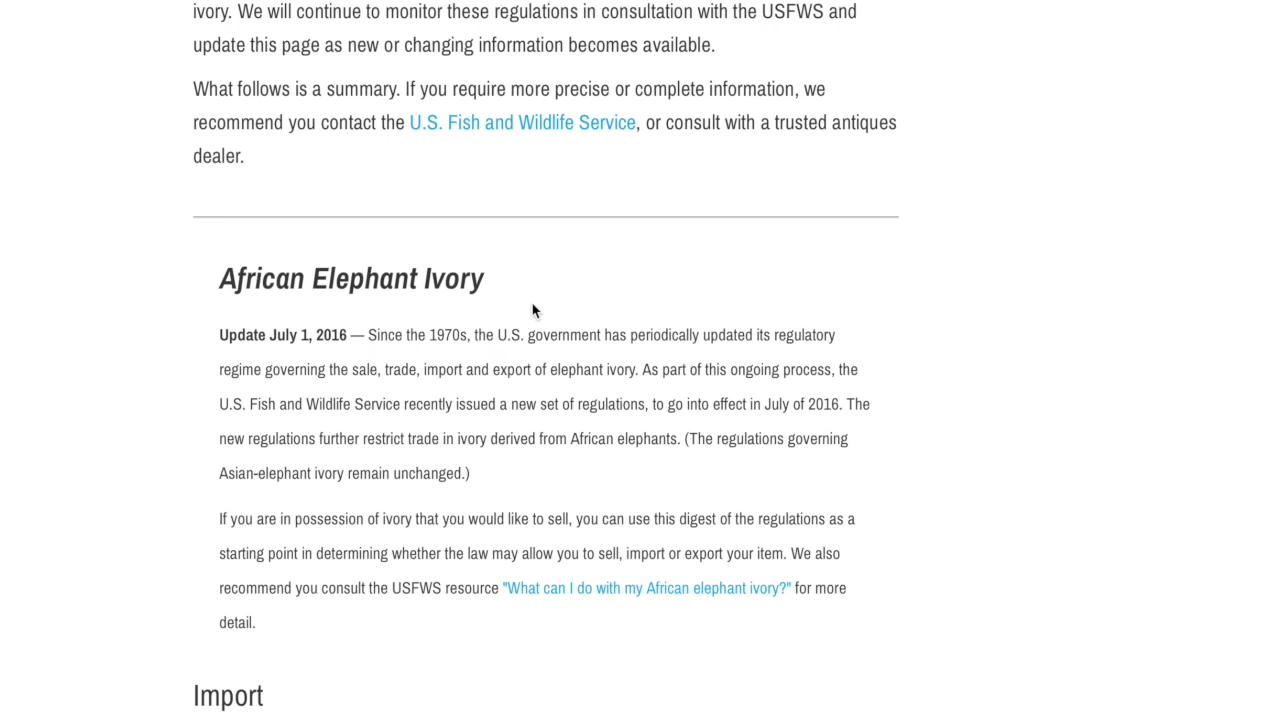 ivory. We will continue to monitor these regulations in consultation with the USFWS and
update this page as new or changing information becomes available.
What follows is a summary. If you require more precise or complete information, we
recommend you contact the U.S. Fish and Wildlife Service, or consult with a trusted antiques
dealer.
African Elephant Ivory
Update July 1, 2016 — Since the 1970s, the U.S. government has periodically updated its regulatory
regime governing the sale, trade, import and export of elephant ivory. As part of this ongoing process, the
U.S. Fish and Wildlife Service recently issued a new set of regulations, to go into effect in July of 2016. The
new regulations further restrict trade in ivory derived from African elephants. (The regulations governing
Asian-elephant ivory remain unchanged.)
If you are in possession of ivory that you would like to sell, you can use this digest of the regulations as a
starting point in determining whether the law may allow you to sell, import or export your item. We also
recommend you consult the USFWS resource "What can I do with my African elephant ivory?" for more
detail.
Import